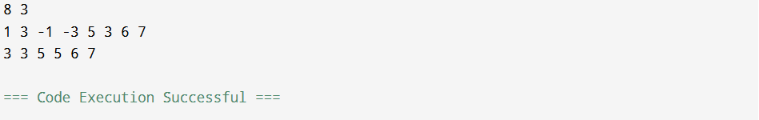 8 3
1 3 -1 -3 5 3 6 7
3 3 5 5 6 7
=== Code Execution Successful ===